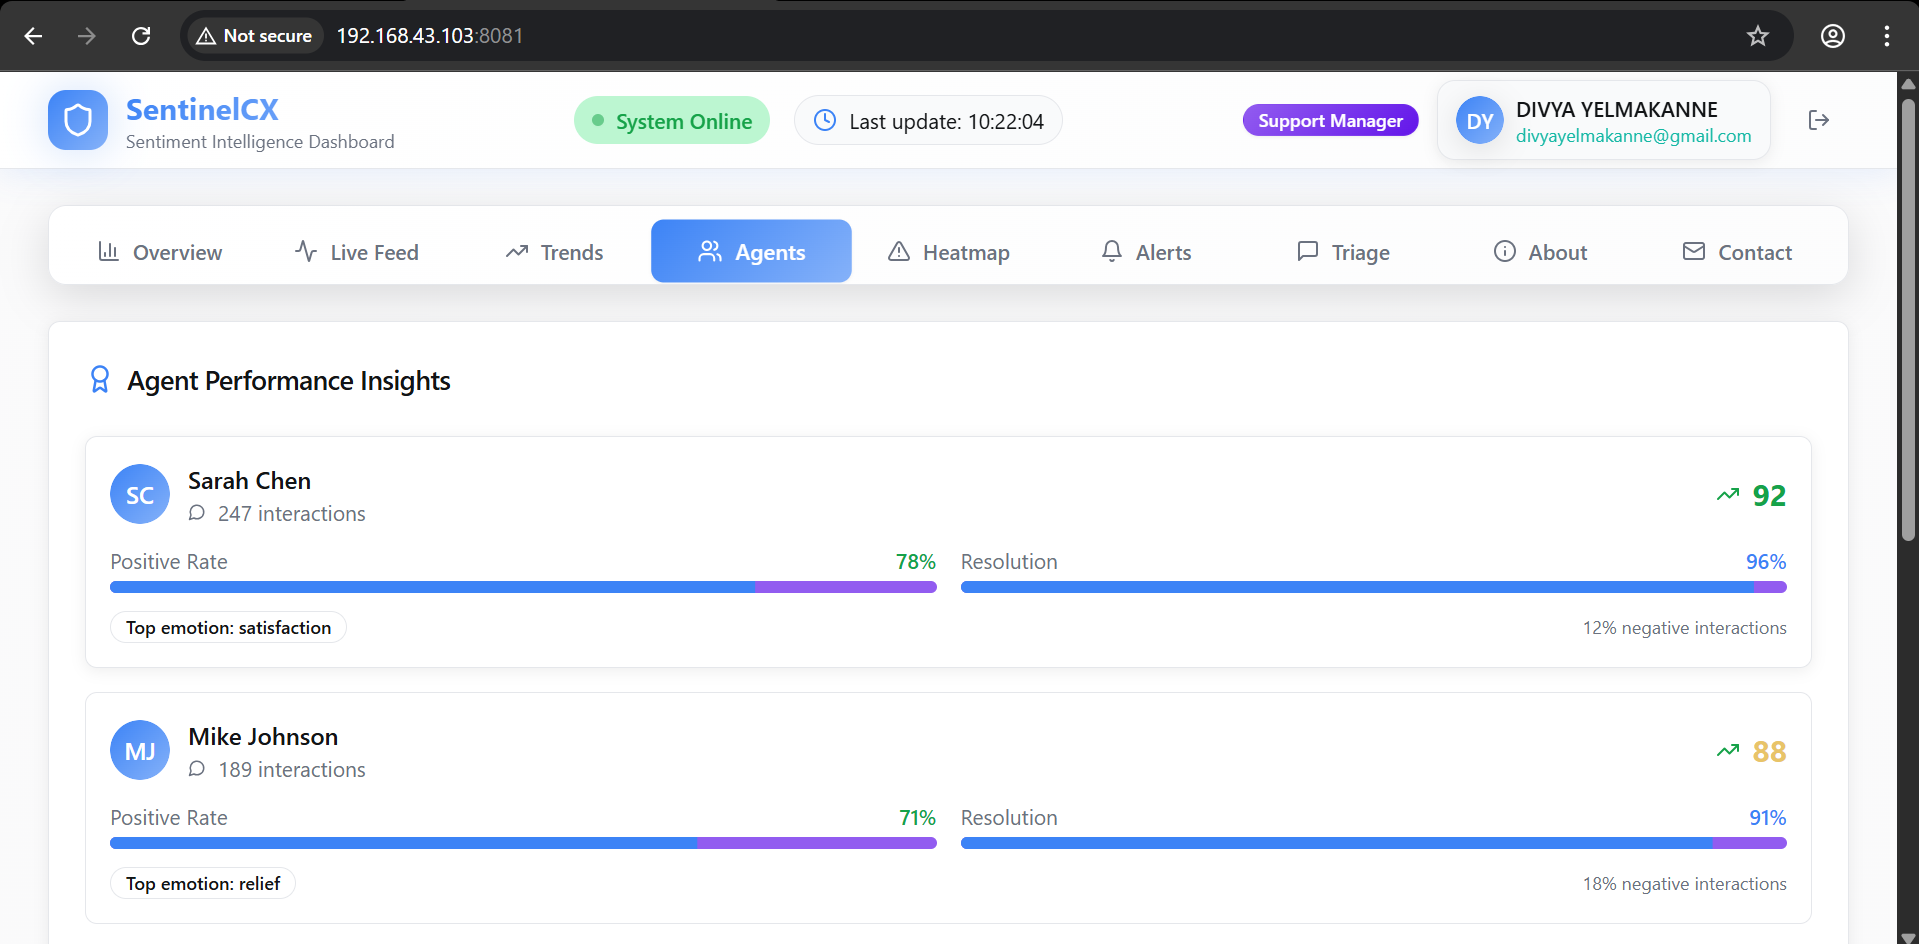 Not secure 192.168.43.103:8081
SentinelCX
Sentiment Intelligence Dashboard
System Online
Last update: 10:22:04
Support Manager
DY
DIVYA YELMAKANNE
divyayelmakanne@gmail.com
Overview
Live Feed
Trends
Agents
Heatmap
Alerts
Triage
About
Contact
Agent Performance Insights
SC
Sarah Chen
247 interactions
92
Positive Rate 78%
Resolution 96%
Top emotion: satisfaction
12% negative interactions
MJ
Mike Johnson
189 interactions
88
Positive Rate 71%
Resolution 91%
Top emotion: relief
18% negative interactions